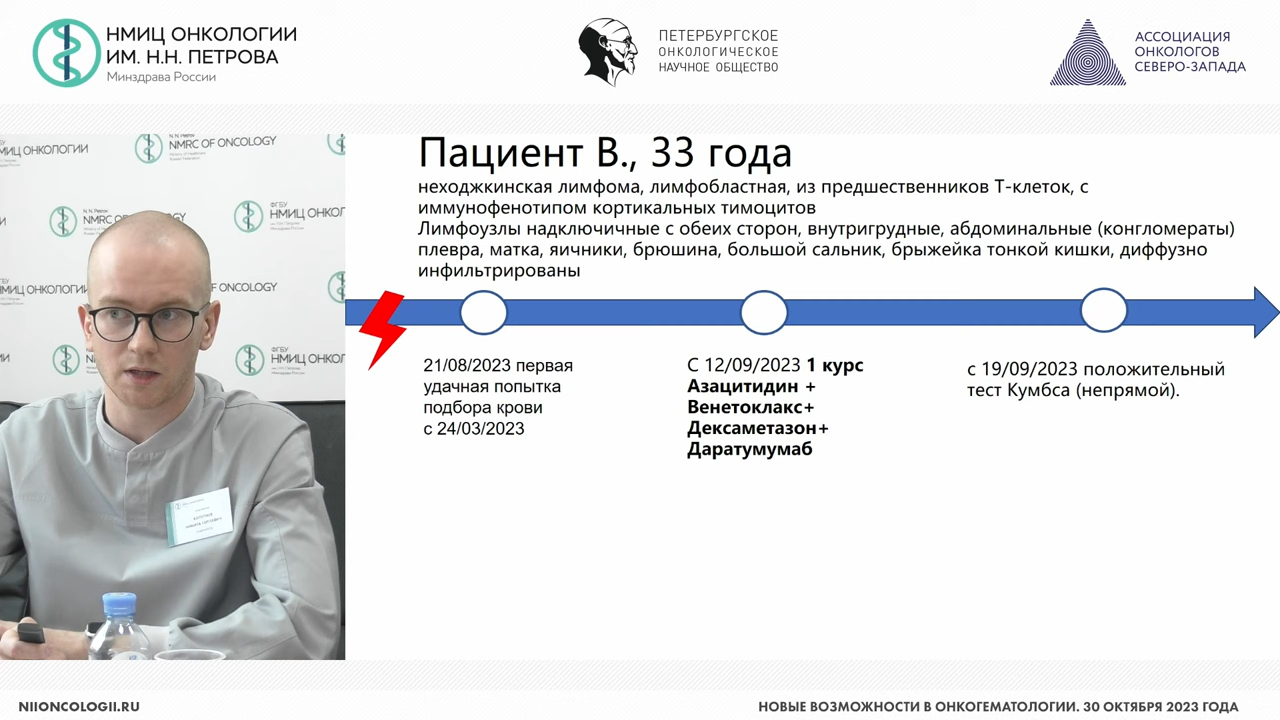 НМИЦ ОНКОЛОГИИ
ИМ. Н.Н. ПЕТРОВА
Минздрава России
ПЕТЕРБУРГСКОЕ
ОНКОЛОГИЧЕСКОЕ
НАУЧНОЕ ОБЩЕСТВО
АССОЦИАЦИЯ
ОНКОЛОГОВ
СЕВЕРО-ЗАПАДА
NMRC OF ONCOLOGY
Пациент В., 33 года
неходжкинская лимфома, лимфобластная, из предшественников Т-клеток, с
иммунофенотипом кортикальных тимоцитов
Лимфоузлы надключичные с обеих сторон, внутригрудные, абдоминальные (конгломераты)
плевра, матка, яичники, брюшина, большой сальник, брыжейка тонкой кишки, диффузно
инфильтрированы
21/08/2023 первая
удачная попытка
подбора крови
с 24/03/2023
С 12/09/2023 1 курс
Азацитидин +
Венетоклакс+
Дексаметазон+
Даратумумаб
с 19/09/2023 положительный
тест Кумбса (непрямой).
NIIONCOLOGII.RU
НОВЫЕ ВОЗМОЖНОСТИ В ОНКОГЕМАТОЛОГИИ. 30 ОКТЯБРЯ 2023 ГОДА